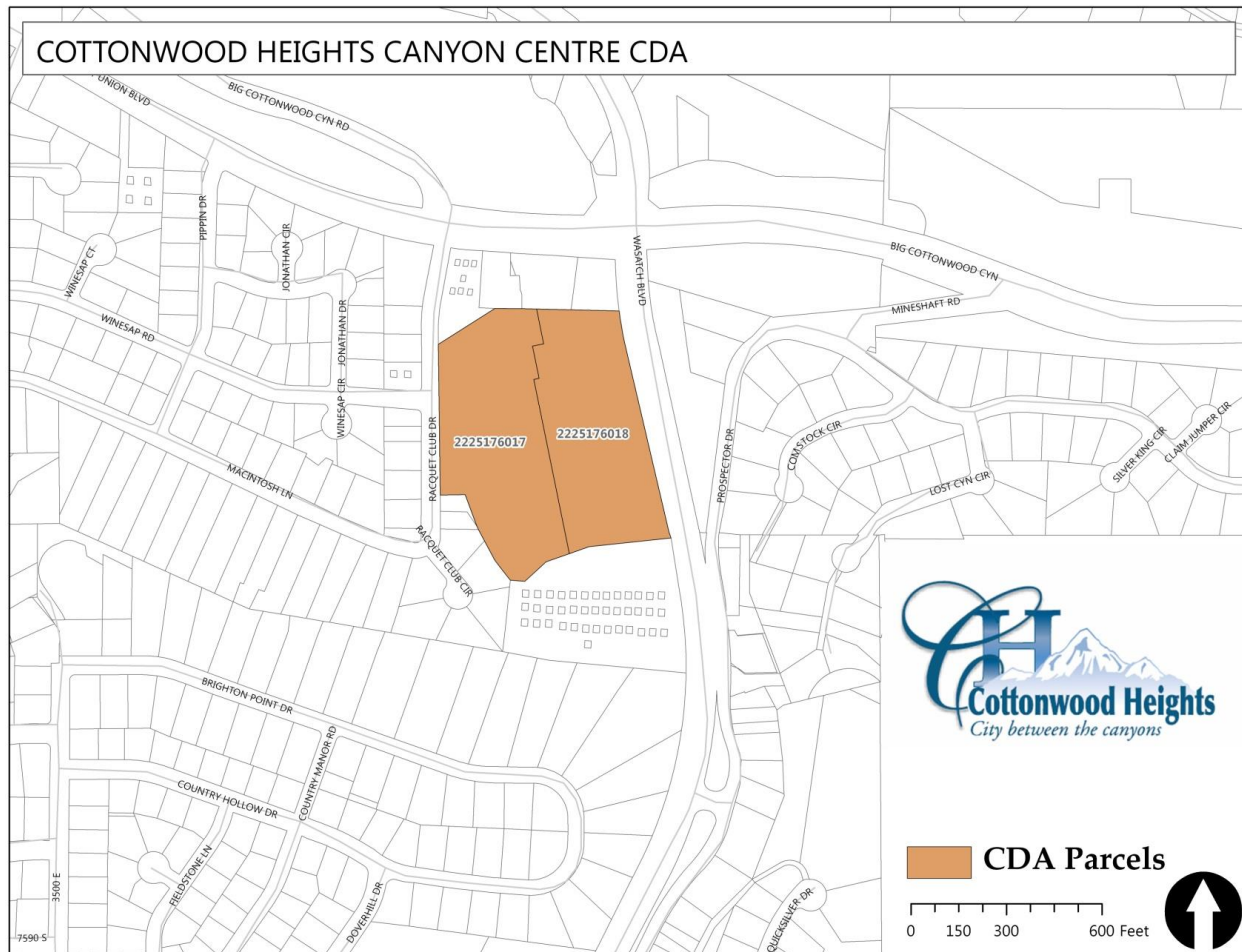 COTTONWOOD HEIGHTS CANYON CENTRE CDA
UNION BLVD
BIG COTTONWOOD CYN RD
PIPPIN DR
JONATHAN CIR
WINESAP CT
WASATCH BLVD
BIG COTTONWOOD CYN
MINESHAFT RD
WINESAP RD
JONATHAN DR
WINESAP CIR
RACQUET CLUB DR
2225176017
2225176018
PROSPECTOR DR
COMSTOCK CIR
SILVER KING CIR
CLAIM JUMPER CIR
LOST CYN CIR
MACINTOSH LN
RACQUET CLUB CIR
BRIGHTON POINT DR
COUNTRY MANOR RD
COUNTRY HOLLOW DR
FIELDSTONE LN
DOVERHILL DR
QUICKSILVER DR
3500 E
7590 S
CH
Cottonwood Heights
City between the canyons
CDA Parcels
0 150 300 600 Feet